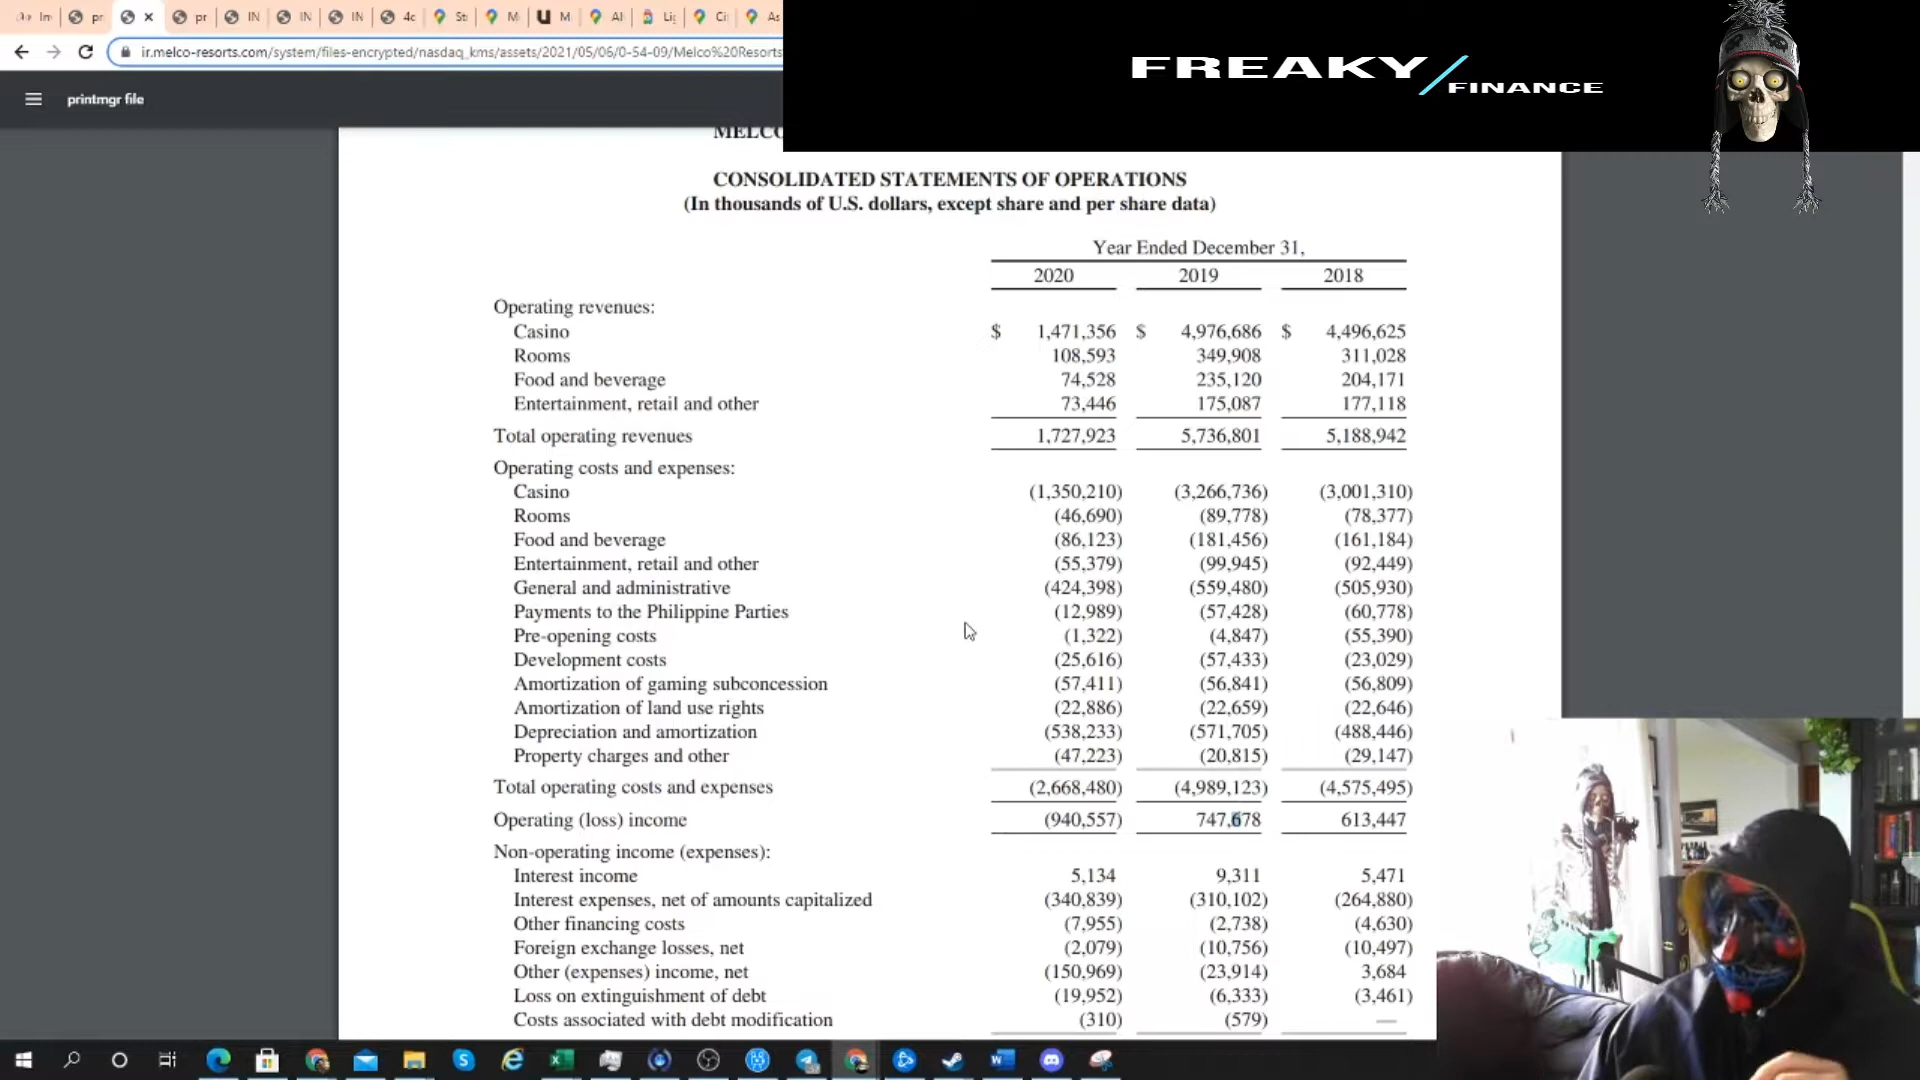 pr
pr
IN
IN
IN
4c
St
M
M
Al
Lig
Ci
As
ir.melco-resorts.com/system/files-encrypted/nasdaq_kms/assets/2021/05/06/0-54-09/Melco%20Resorts
FREAKY/FINANCE
printmgr file
MELCO
CONSOLIDATED STATEMENTS OF OPERATIONS
(In thousands of U.S. dollars, except share and per share data)
Year Ended December 31,
2020 2019 2018
Operating revenues:
Casino $ 1,471,356 $ 4,976,686 $ 4,496,625
Rooms 108,593 349,908 311,028
Food and beverage 74,528 235,120 204,171
Entertainment, retail and other 73,446 175,087 177,118
Total operating revenues 1,727,923 5,736,801 5,188,942
Operating costs and expenses:
Casino (1,350,210) (3,266,736) (3,001,310)
Rooms (46,690) (89,778) (78,377)
Food and beverage (86,123) (181,456) (161,184)
Entertainment, retail and other (55,379) (99,945) (92,449)
General and administrative (424,398) (559,480) (505,930)
Payments to the Philippine Parties (12,989) (57,428) (60,778)
Pre-opening costs (1,322) (4,847) (55,390)
Development costs (25,616) (57,433) (23,029)
Amortization of gaming subconcession (57,411) (56,841) (56,809)
Amortization of land use rights (22,886) (22,659) (22,646)
Depreciation and amortization (538,233) (571,705) (488,446)
Property charges and other (47,223) (20,815) (29,147)
Total operating costs and expenses (2,668,480) (4,989,123) (4,575,495)
Operating (loss) income (940,557) 747,678 613,447
Non-operating income (expenses):
Interest income 5,134 9,311 5,471
Interest expenses, net of amounts capitalized (340,839) (310,102) (264,880)
Other financing costs (7,955) (2,738) (4,630)
Foreign exchange losses, net (2,079) (10,756) (10,497)
Other (expenses) income, net (150,969) (23,914) 3,684
Loss on extinguishment of debt (19,952) (6,333) (3,461)
Costs associated with debt modification (310) (579) —